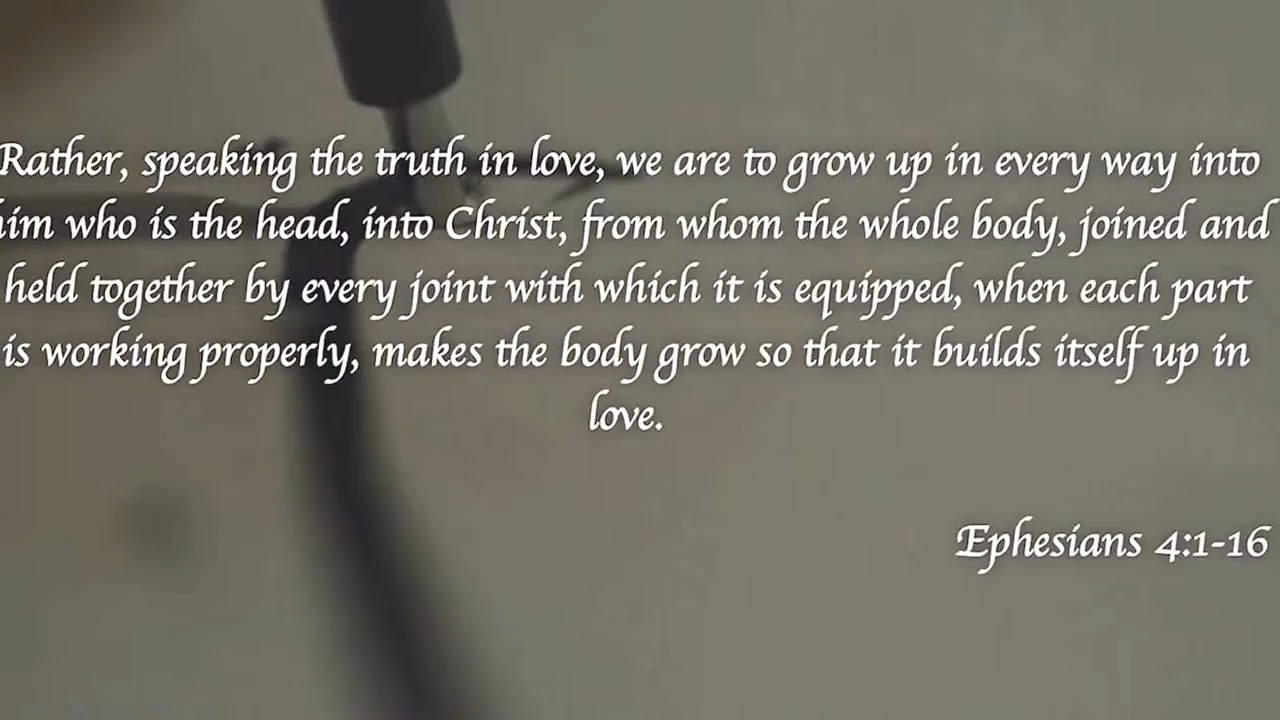 Rather, speaking the truth in love, we are to grow up in every way into
him who is the head, into Christ, from whom the whole body, joined and
held together by every joint with which it is equipped, when each part
is working properly, makes the body grow so that it builds itself up in
love.
Ephesians 4:1-16